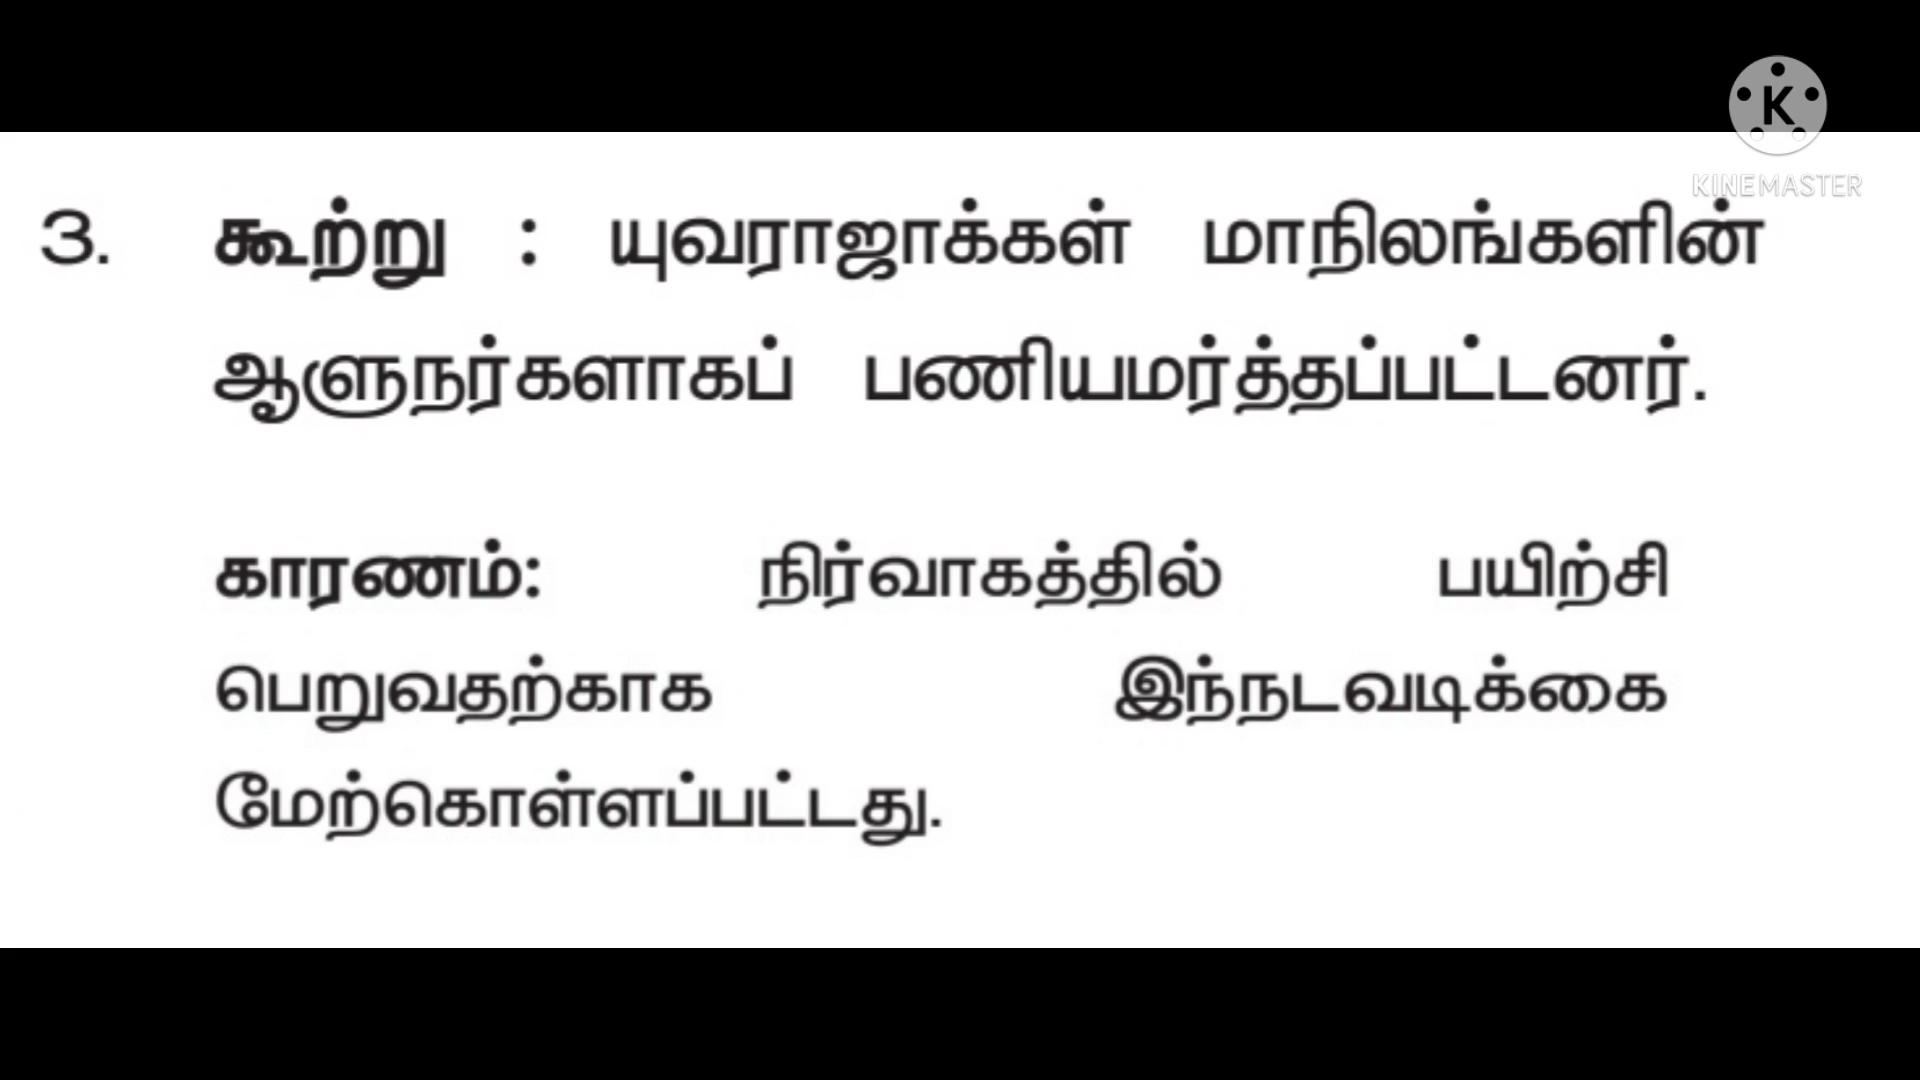 K
KINEMASTER
3. கூற்று : யுவராஜாக்கள் மாநிலங்களின்
ஆளுநர்களாகப் பணியமர்த்தப்பட்டனர்.
காரணம்: நிர்வாகத்தில் பயிற்சி
பெறுவதற்காக இந்நடவடிக்கை
மேற்கொள்ளப்பட்டது.